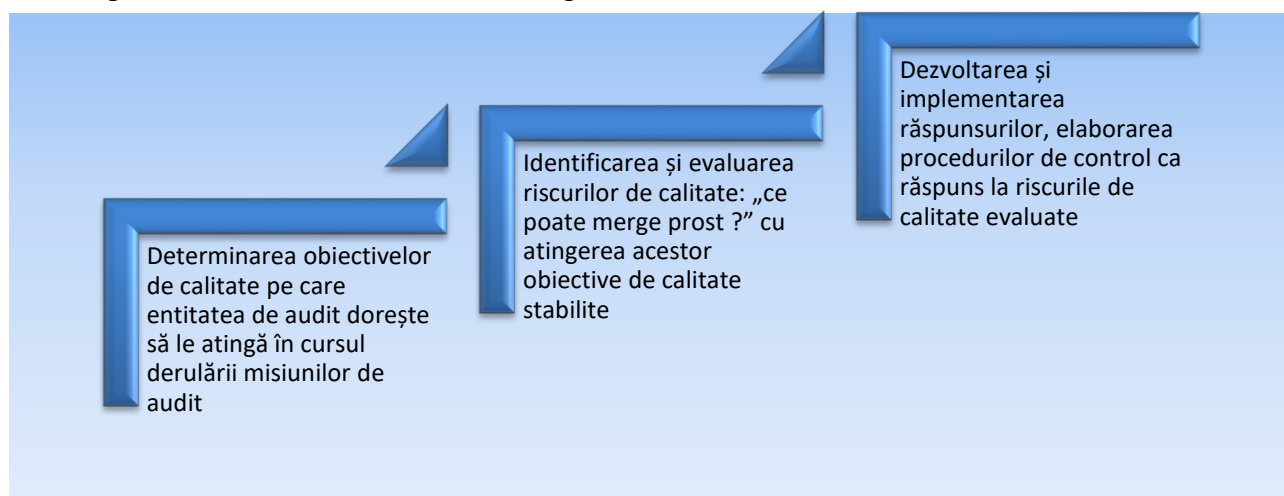 Determinarea obiectivelor
de calitate pe care
entitatea de audit dorește
să le atingă în cursul
derulării misiunilor de
audit
Identificarea și evaluarea
riscurilor de calitate: „ce
poate merge prost ?” cu
atingerea acestor
obiective de calitate
stabilite
Dezvoltarea și
implementarea
răspunsurilor, elaborarea
procedurilor de control ca
răspuns la riscurile de
calitate evaluate